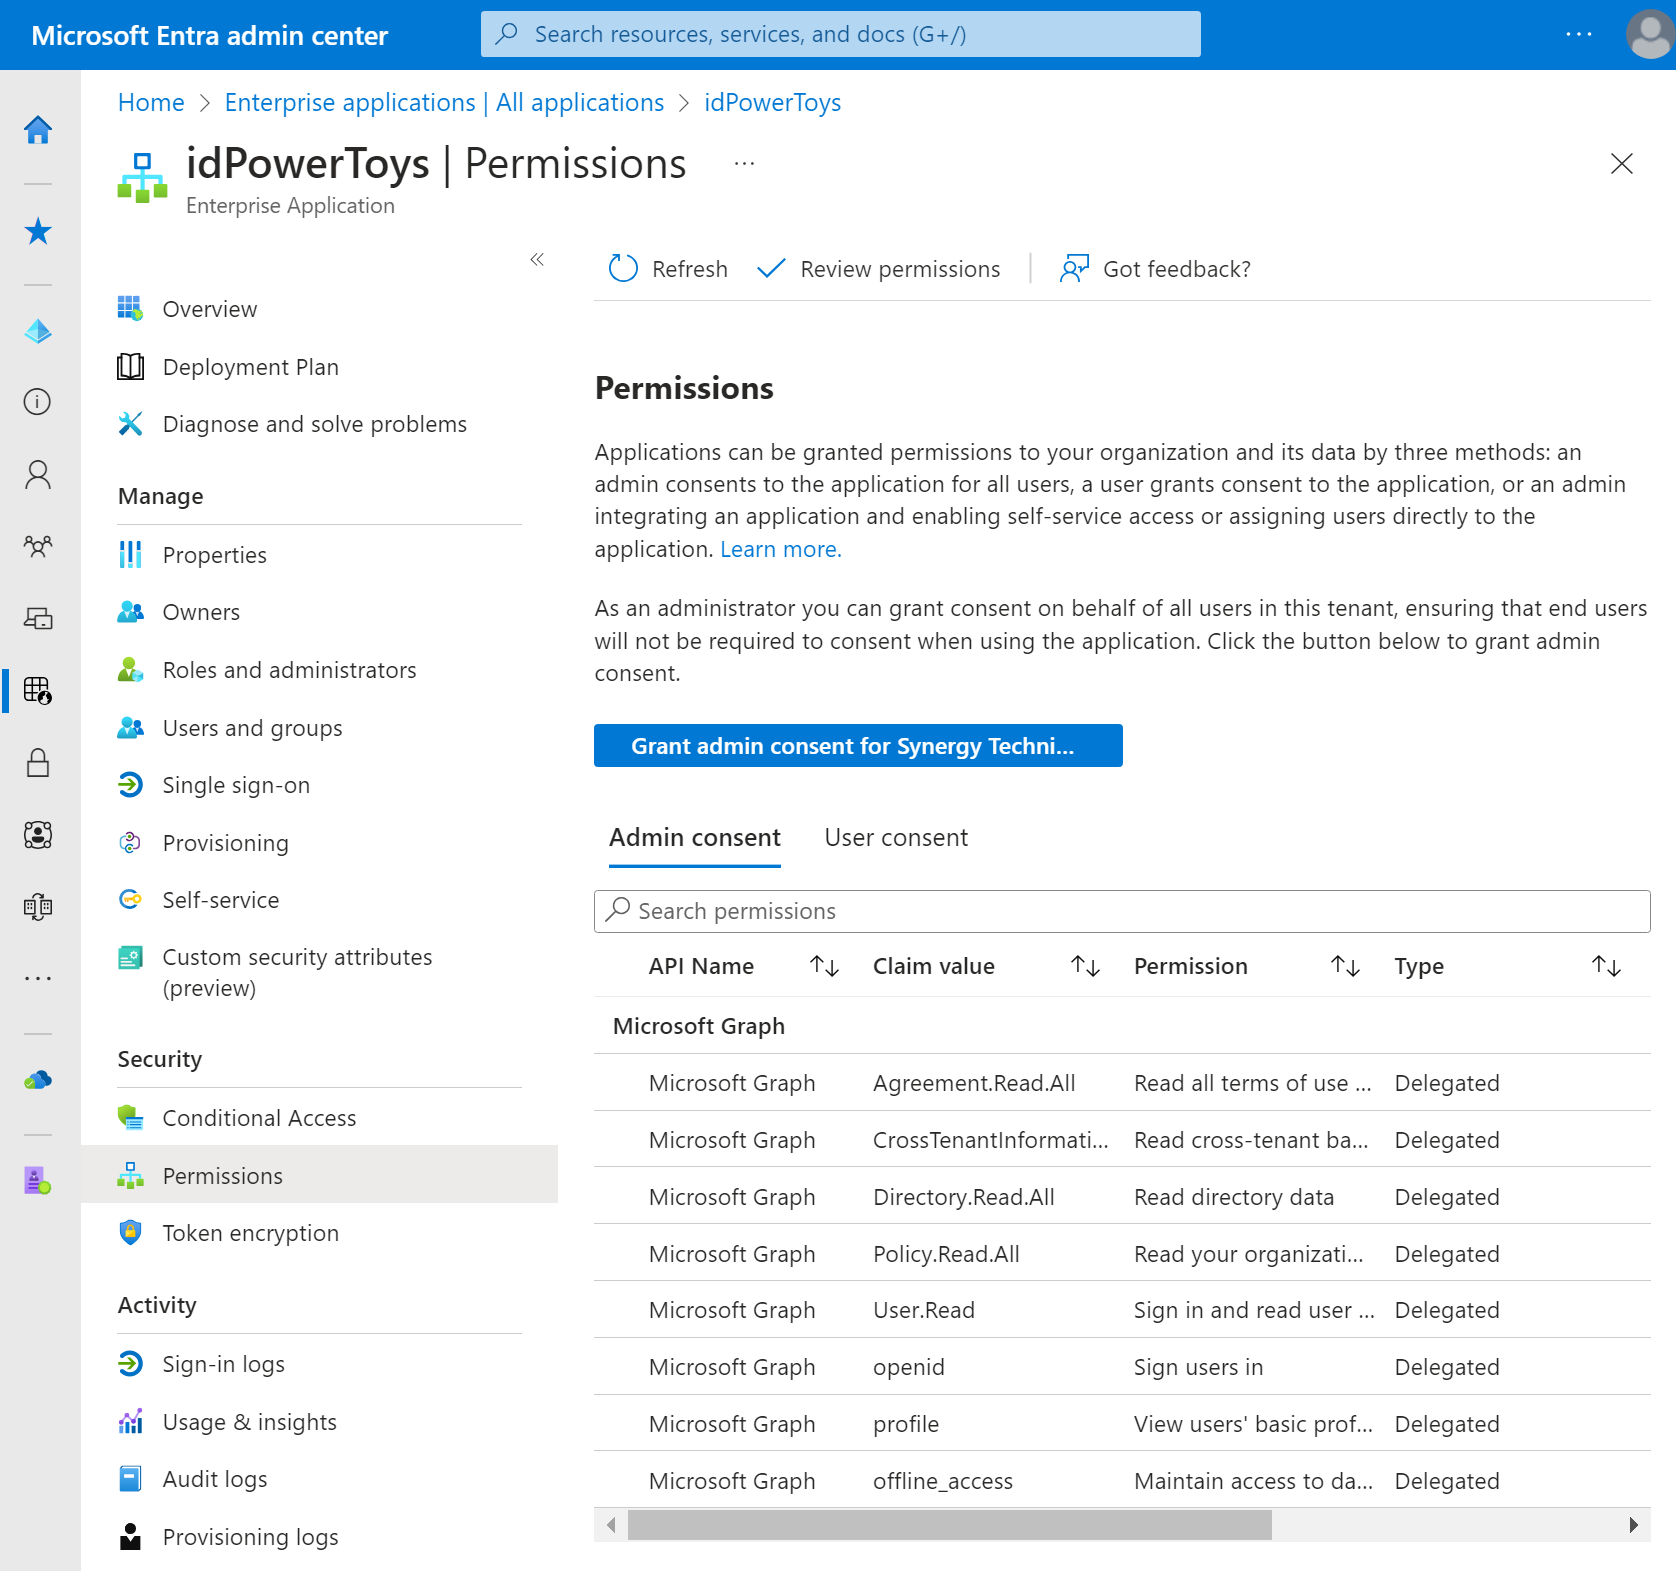 Microsoft Entra admin center
Search resources, services, and docs (G+/)
...
Home > Enterprise applications | All applications > idPowerToys
idPowerToys | Permissions ...
Enterprise Application
«
Overview
Deployment Plan
Diagnose and solve problems
Manage
Properties
Owners
Roles and administrators
Users and groups
Single sign-on
Provisioning
Self-service
Custom security attributes
(preview)
Security
Conditional Access
Permissions
Token encryption
Activity
Sign-in logs
Usage & insights
Audit logs
Provisioning logs
Refresh Review permissions Got feedback?
Permissions
Applications can be granted permissions to your organization and its data by three methods: an
admin consents to the application for all users, a user grants consent to the application, or an admin
integrating an application and enabling self-service access or assigning users directly to the
application. Learn more.
As an administrator you can grant consent on behalf of all users in this tenant, ensuring that end users
will not be required to consent when using the application. Click the button below to grant admin
consent.
Grant admin consent for Synergy Techni...
Admin consent User consent
Search permissions
API Name Claim value Permission Type
Microsoft Graph
Microsoft Graph Agreement.Read.All Read all terms of use ... Delegated
Microsoft Graph CrossTenantInformati... Read cross-tenant ba... Delegated
Microsoft Graph Directory.Read.All Read directory data Delegated
Microsoft Graph Policy.Read.All Read your organizati... Delegated
Microsoft Graph User.Read Sign in and read user ... Delegated
Microsoft Graph openid Sign users in Delegated
Microsoft Graph profile View users' basic prof... Delegated
Microsoft Graph offline_access Maintain access to da... Delegated